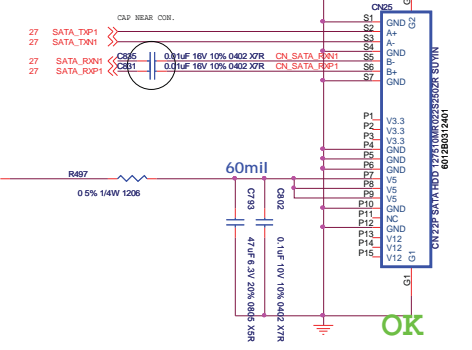 CAP NEAR CON.
CN25
G2
27 SATA_TXP1
27 SATA_TXN1
27 SATA_RXN1 C835 0.01uF 16V 10% 0402 X7R CN_SATA_RXN1
27 SATA_RXP1 C831 0.01uF 16V 10% 0402 X7R CN_SATA_RXP1
S1 GND
S2 A+
S3 A-
S4 GND
S5 B-
S6 B+
S7 GND
P1 V3.3
P2 V3.3
P3 V3.3
P4 GND
P5 GND
P6 GND
P7 V5
P8 V5
P9 V5
P10 GND
P11 NC
P12 GND
P13 V12
P14 V12
P15 V12
G1
G1
CN 22P SATA HDD 127510MR022S250ZR SUYIN
6012B0312401
R497
0 5% 1/4W 1206
60mil
C793
47uF 6.3V 20% 0805 X5R
C802
0.1uF 10V 10% 0402 X7R
OK